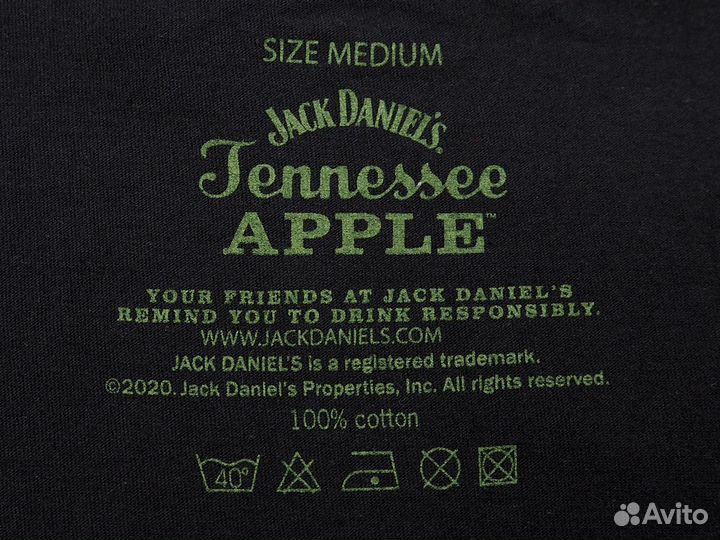 SIZE MEDIUM
JACK DANIEL'S
Tennessee
APPLE™
YOUR FRIENDS AT JACK DANIEL'S
REMIND YOU TO DRINK RESPONSIBLY.
WWW.JACKDANIELS.COM
JACK DANIEL'S is a registered trademark.
©2020. Jack Daniel's Properties, Inc. All rights reserved.
100% cotton
40°
Avito